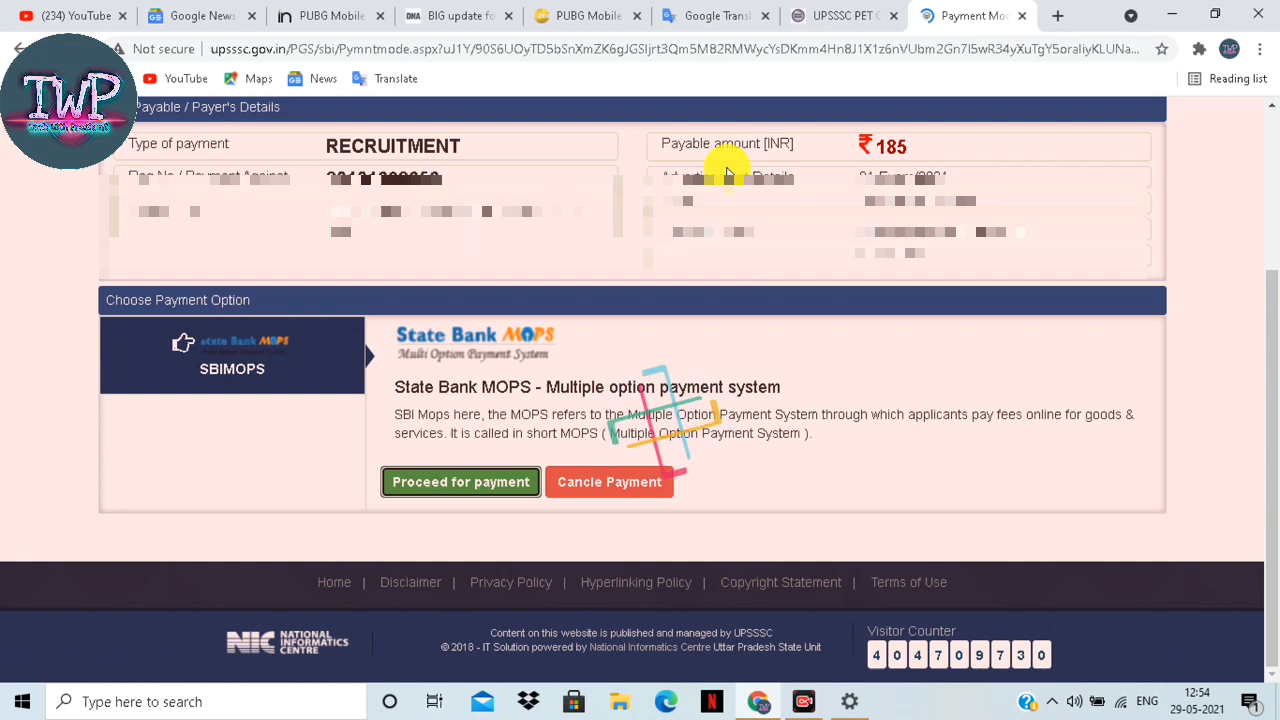 (234) YouTube
PUBG Mobile
DNA BIG update fo
PUBG Mobile
Google Trans
UPSSSC PET
Payment Mo
Not secure upsssc.gov.in/PGS/sbi/Pymntmode.aspx?
YouTube Maps News Translate Reading list
TWP
Payable / Payer's Details
Type of payment RECRUITMENT Payable amount [INR] ₹ 185
Choose Payment Option
State Bank MOPS
SBIMOPS
State Bank MOPS
Multi Option Payment System
State Bank MOPS - Multiple option payment system
SBI Mops here, the MOPS refers to the Multiple Option Payment System through which applicants pay fees online for goods &
services. It is called in short MOPS ( Multiple Option Payment System ).
Proceed for payment Cancle Payment
Home | Disclaimer | Privacy Policy | Hyperlinking Policy | Copyright Statement | Terms of Use
NIC NATIONAL INFORMATICS CENTRE
Content on this website is published and managed by UPSSSC
© 2018 - IT Solution powered by National Informatics Centre Uttar Pradesh State Unit
Visitor Counter
4 0 4 7 0 9 7 3 0
Type here to search
ENG
12:54
29-05-2021